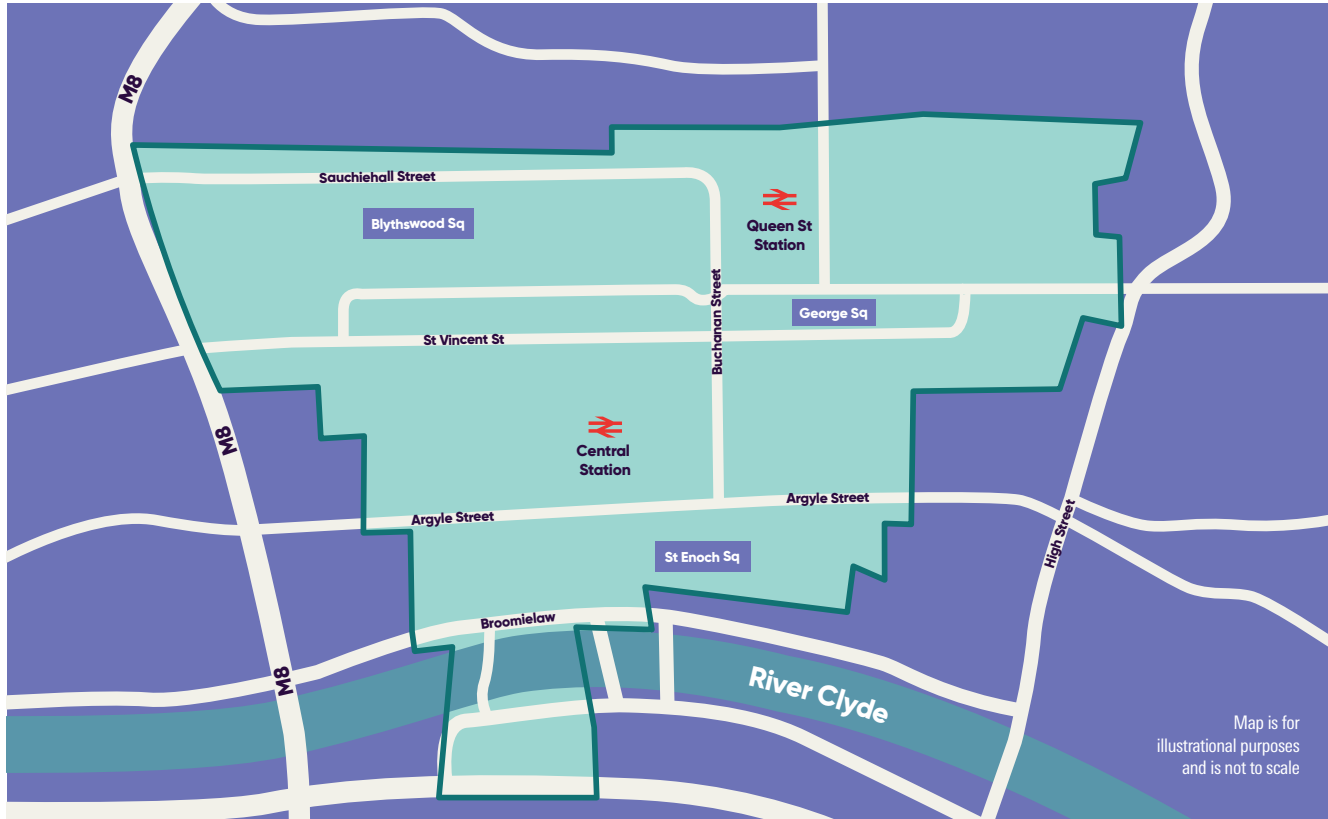 M8
Sauchiehall Street
Blythswood Sq
Queen St
Station
Buchanan Street
George Sq
St Vincent St
M8
Central
Station
Argyle Street
Argyle Street
High Street
St Enoch Sq
Broomielaw
M8
River Clyde
Map is for
illustrational purposes
and is not to scale